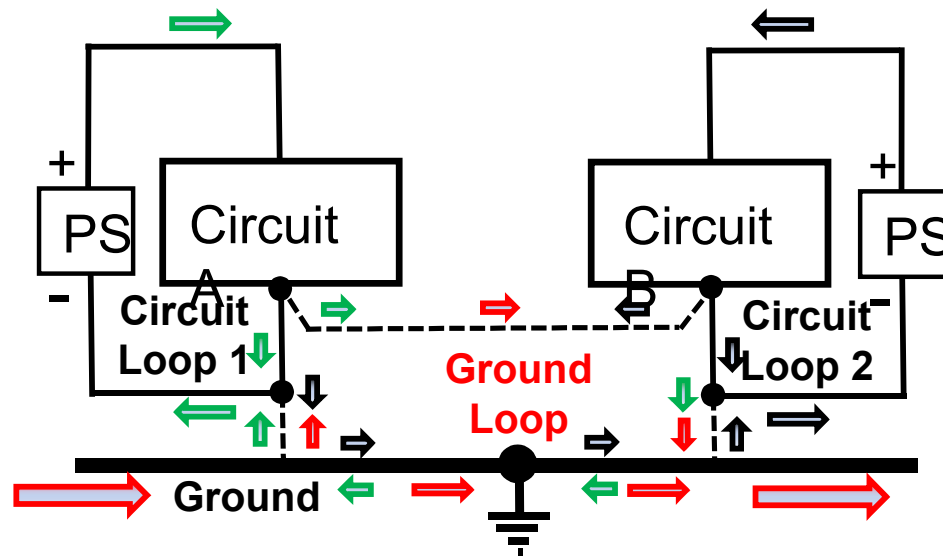 +
+
PS
Circuit
A
Circuit
B
PS
-
-
Circuit
Loop 1
Ground
Loop
Circuit
Loop 2
Ground